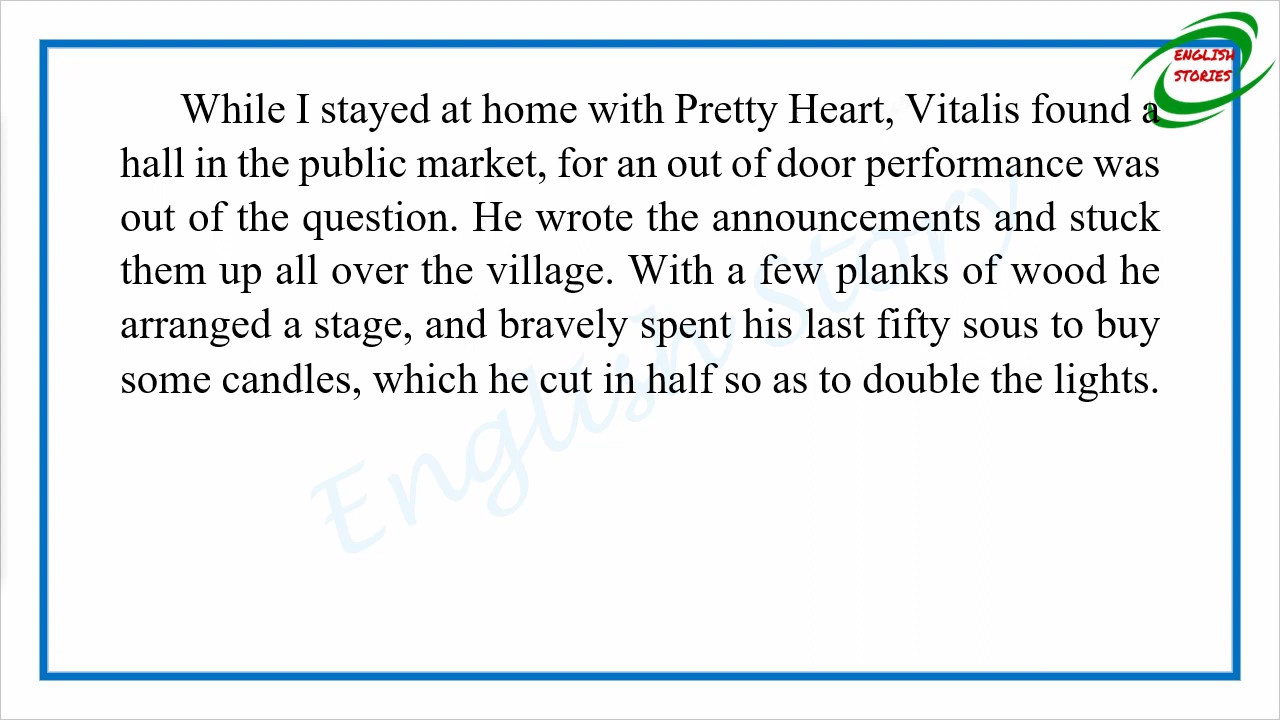 ENGLISH
STORIES
While I stayed at home with Pretty Heart, Vitalis found a
hall in the public market, for an out of door performance was
out of the question. He wrote the announcements and stuck
them up all over the village. With a few planks of wood he
arranged a stage, and bravely spent his last fifty sous to buy
some candles, which he cut in half so as to double the lights.
English Story